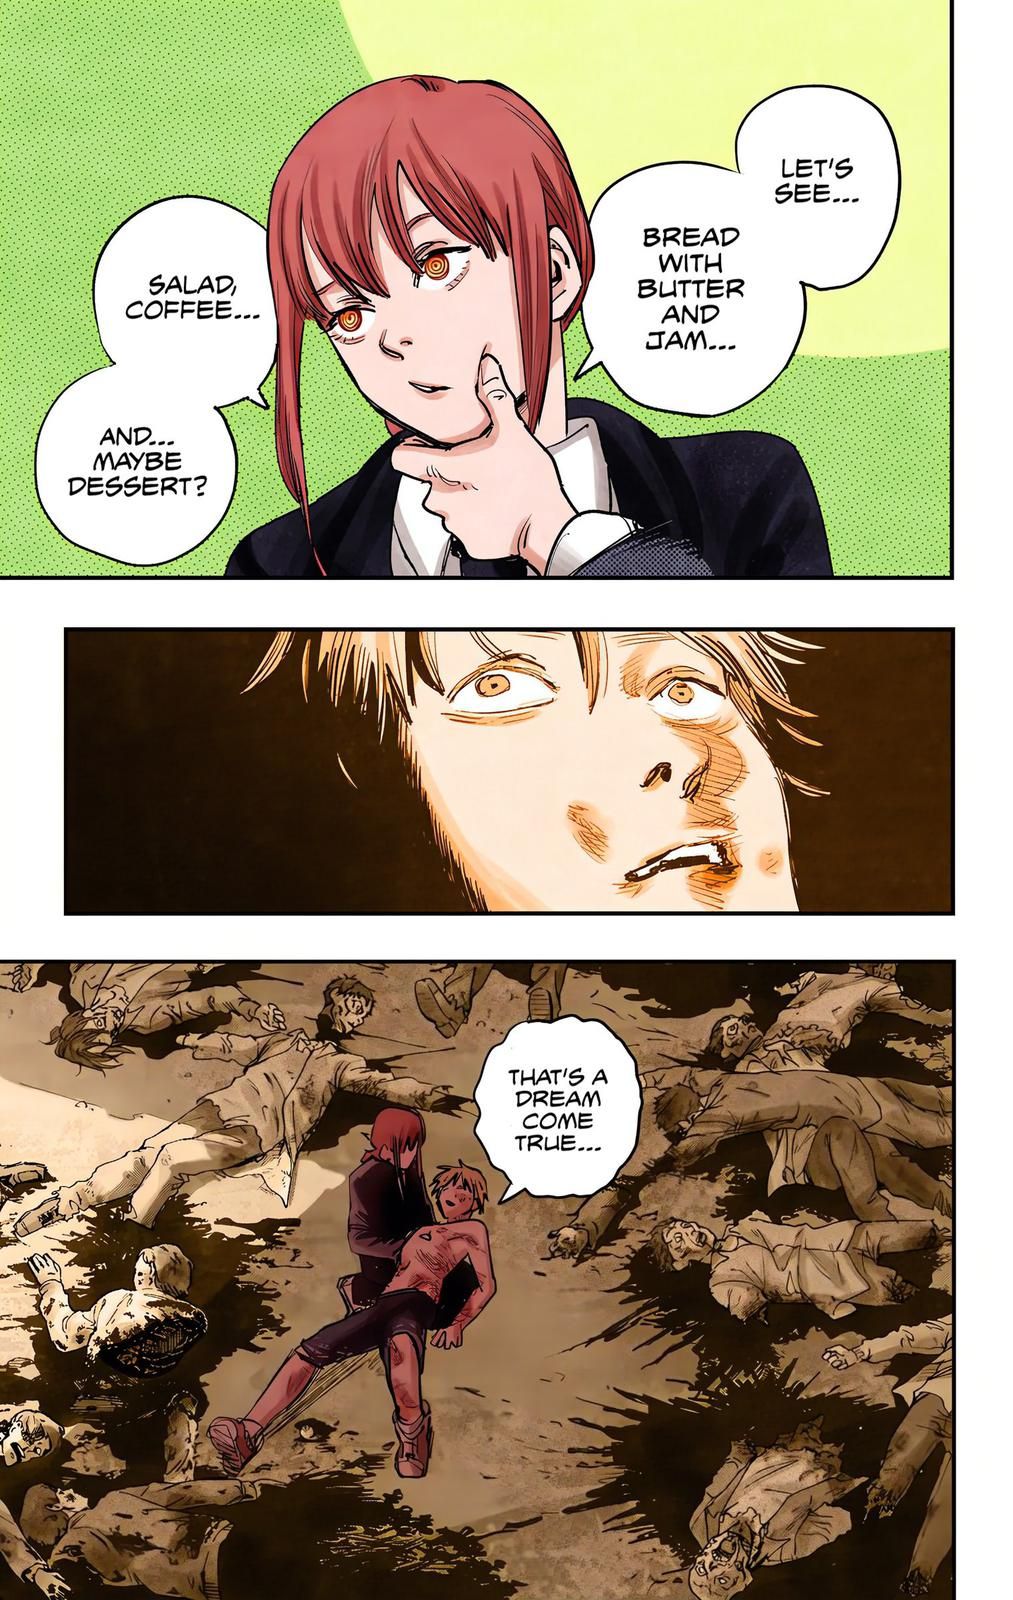 LET'S
SEE...
BREAD
WITH
BUTTER
AND
JAM...
SALAD,
COFFEE...
AND...
MAYBE
DESSERT?
THAT'S A
DREAM
COME
TRUE...